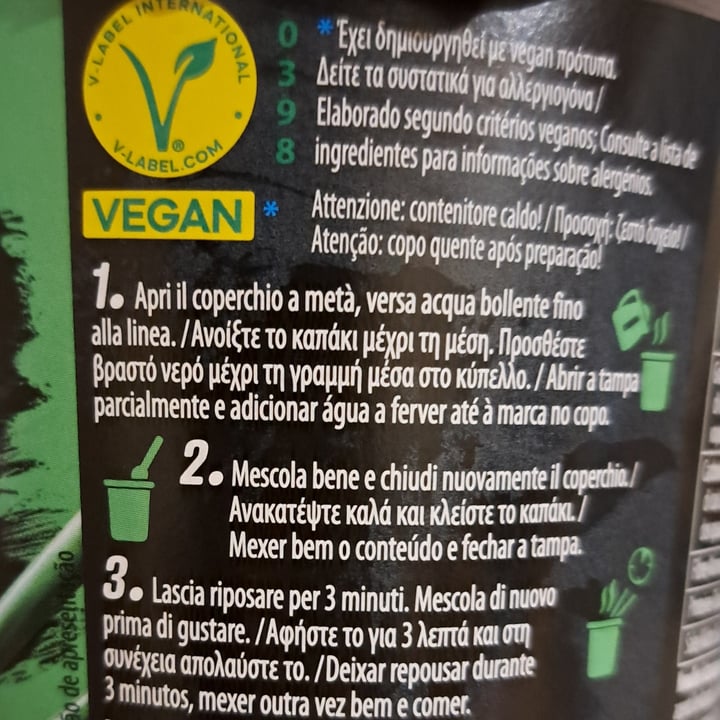 V-LABEL INTERNATIONAL
V
®
V-LABEL.COM
VEGAN *
0
3
9
8
*Έχει δημιουργηθεί με vegan πρότυπα.
Δείτε τα συστατικά για αλλεργιογόνα /
Elaborado segundo critérios veganos; Consulte a lista de
ingredientes para informações sobre alergénios.
Attenzione: contenitore caldo! / Προσοχή: ζεστό δοχείο! /
Atenção: copo quente após preparação!
1. Apri il coperchio a metà, versa acqua bollente fino
alla linea. / Ανοίξτε το καπάκι μέχρι τη μέση. Προσθέστε
βραστό νερό μέχρι τη γραμμή μέσα στο κύπελλο. / Abrir a tampa
parcialmente e adicionar água a ferver até à marca no copo.
2. Mescola bene e chiudi nuovamente il coperchio. /
Ανακατέψτε καλά και κλείστε το καπάκι. /
Mexer bem o conteúdo e fechar a tampa.
3. Lascia riposare per 3 minuti. Mescola di nuovo
prima di gustare. / Αφήστε το για 3 λεπτά και στη
συνέχεια απολαύστε το. / Deixar repousar durante
3 minutos, mexer outra vez bem e comer.
de apresentação